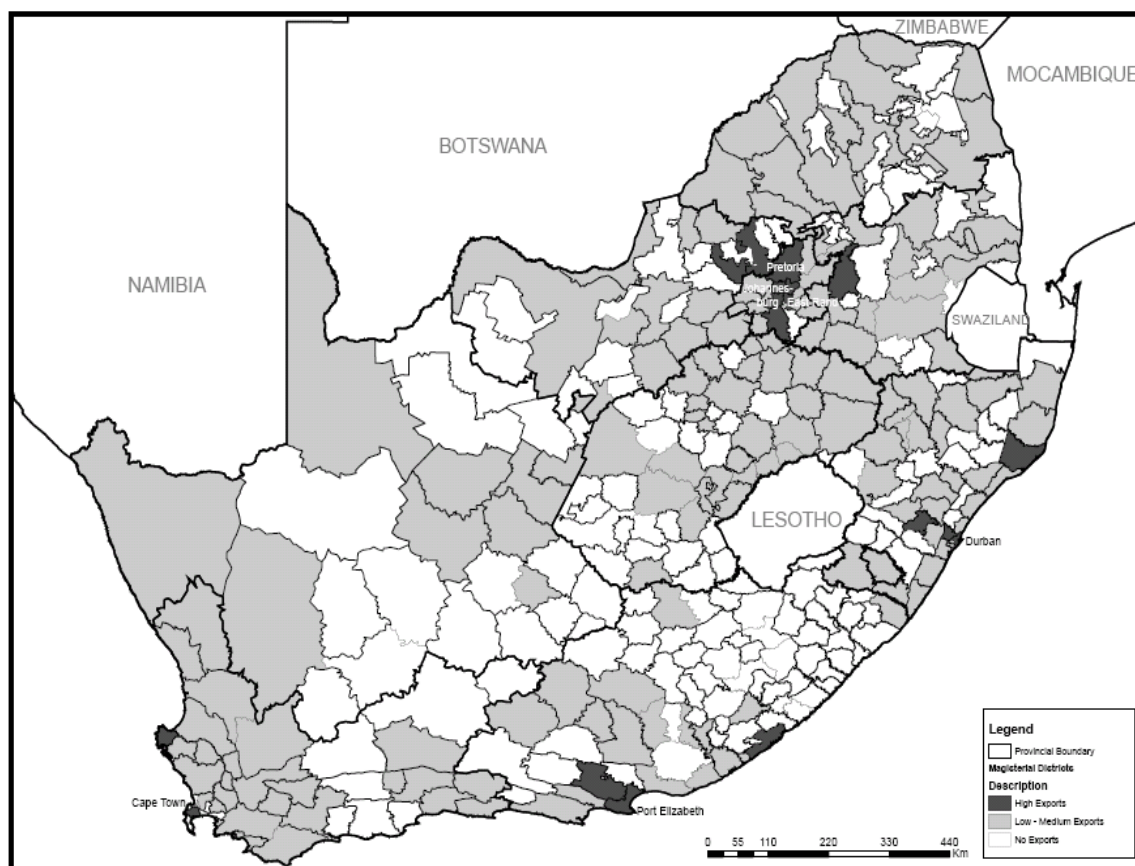 ZIMBABWE
MOCAMBIQUE
BOTSWANA
NAMIBIA
Pretoria
Johannes-
burg
East Rand
SWAZILAND
LESOTHO
Durban
Cape Town
Port Elizabeth
Legend
Provincial Boundary
Magisterial Districts
Description
High Exports
Low - Medium Exports
No Exports
0 55 110 220 330 440
Km